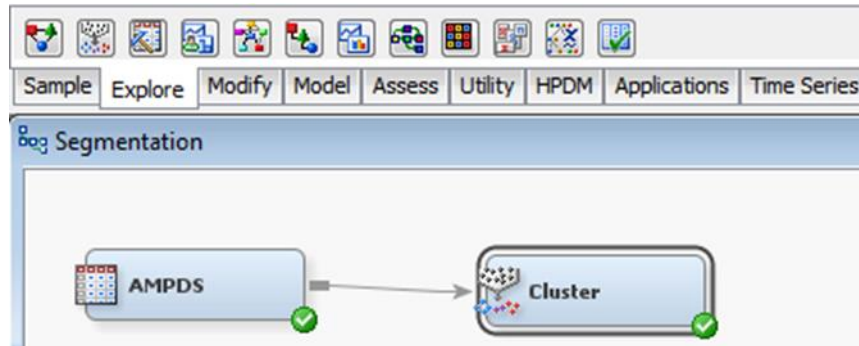 Sample Explore Modify Model Assess Utility HPDM Applications Time Series
Segmentation
AMPDS Cluster